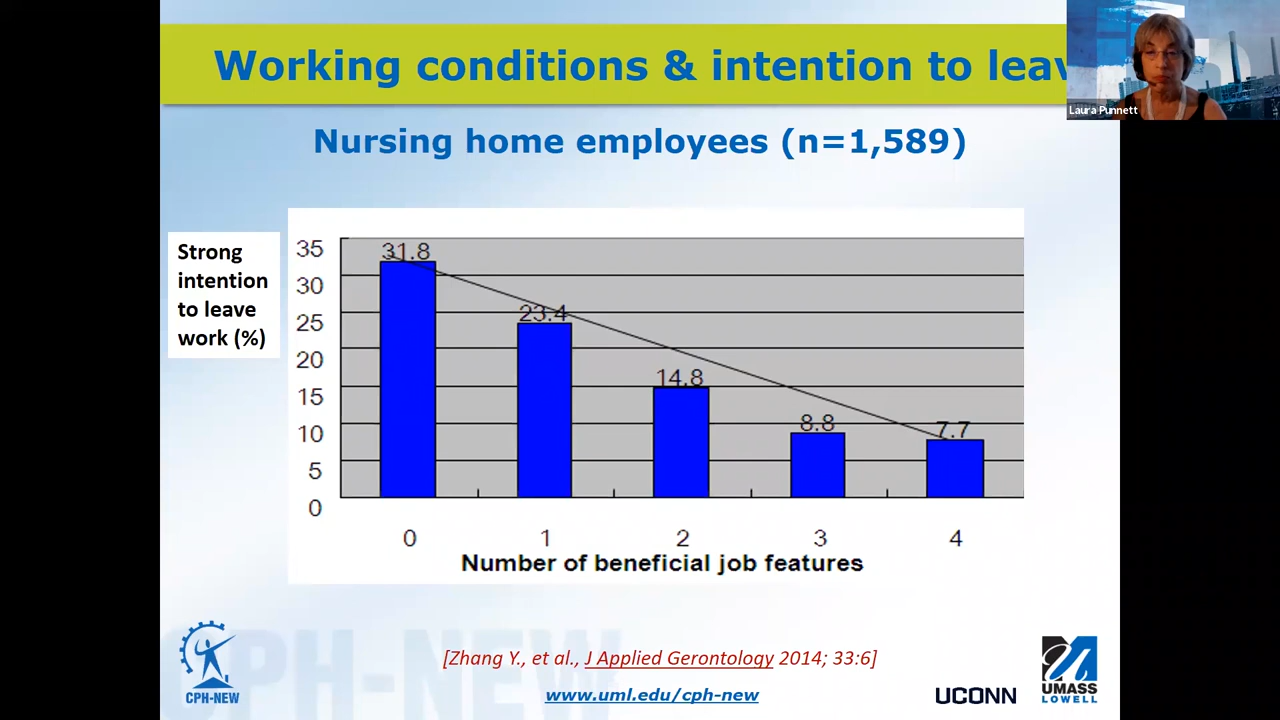 Working conditions & intention to leav
Laura Punnett
Nursing home employees (n=1,589)
Strong
intention
to leave
work (%)
35
30
25
20
15
10
5
0
31.8
23.4
14.8
8.8
7.7
0 1 2 3 4
Number of beneficial job features
[Zhang Y., et al., J Applied Gerontology 2014; 33:6]
www.uml.edu/cph-new
CPH-NEW
CPH-NEW
UCONN
UMASS
LOWELL